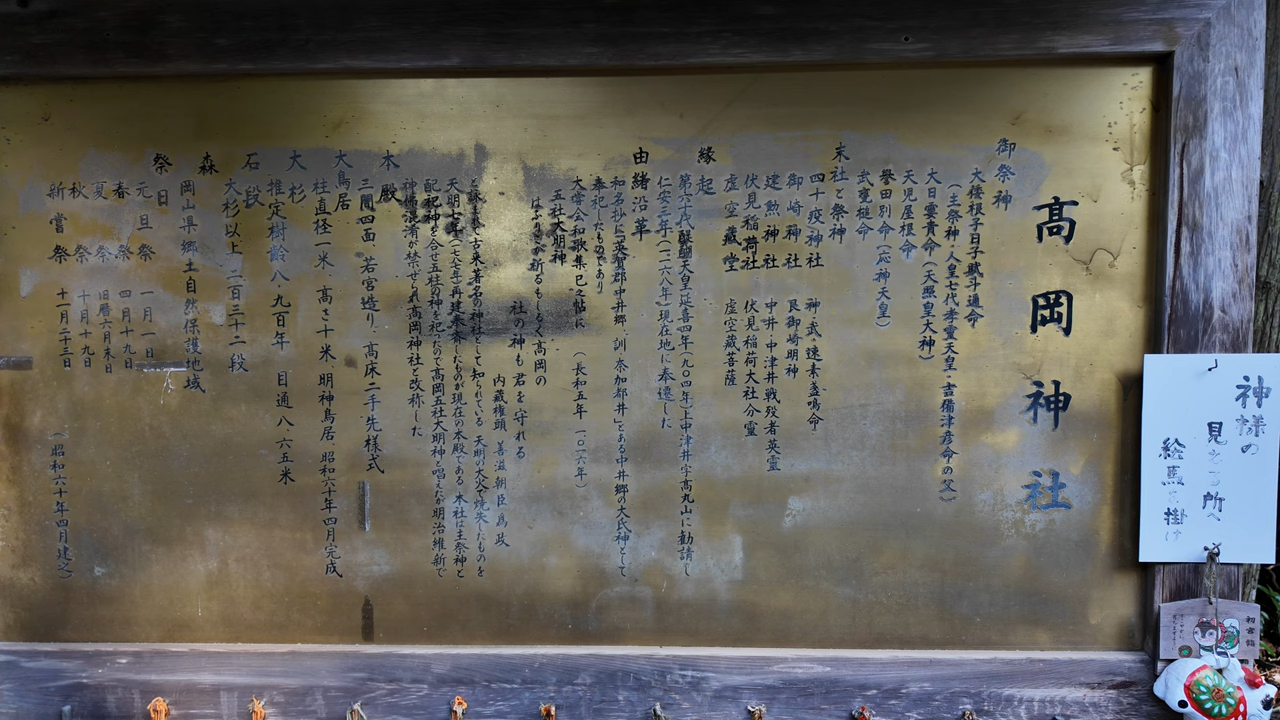 高岡神社
御祭神
大倭根子日子賦斗邇命
(主祭神・人皇七代孝霊天皇・吉備津彦命の父)
大日孁貴命(天照皇大神)
天児屋根命
誉田別命(応神天皇)
武甕槌命
末社と祭神
四十疫神社 神武・速素盞鳴命
御崎神社 艮御崎明神
建勲神社 中井・中津井戦殁者英霊
伏見稲荷社 伏見稲荷大社分霊
虚空藏堂 虚空蔵菩薩
縁起
第六十代醍醐天皇延喜四年(九〇四年)上中津井字高丸山に勧請し
仁安三年(一一六八年)現在地に奉遷した
由緒沿革
和名抄に「英賀郡中井郷、訓奈加都井」とある中井郷の大氏神として
奉祀したものであり
大嘗会和歌集巳之帖に (長和五年 一〇一六年)
五社大明神
はふりこが祈るもしるく高岡の
社の神も君を守れる
内蔵権頭 善滋朝臣為政
と詠まれ古来、著名の神社として知られている 天明の大火で焼失したものを
天明七年(一七八七年)再建奉斎したものが現在の本殿である 本社は主祭神と
配祀神とを合せ五柱の神を祀ったので高岡五社大明神と唱えたが明治維新で
神佛混淆が禁ぜられ高岡神社と改称した
本殿
三間四面 若宮造り、高床二手先様式
大鳥居
柱直径一米、高さ十米、明神鳥居、昭和六十年四月完成
大杉
推定樹齢八、九百年 目通八・六五米
石段
大杉以上 二百三十二段
森
岡山県郷土自然保護地域
祭日
元旦祭 一月一日
春祭 四月十九日
夏祭 旧暦六月末日
秋祭 十月十九日
新嘗祭 十一月二十三日
(昭和六十年四月建之)
神様の
見える所へ
絵馬を掛け
初宮詣